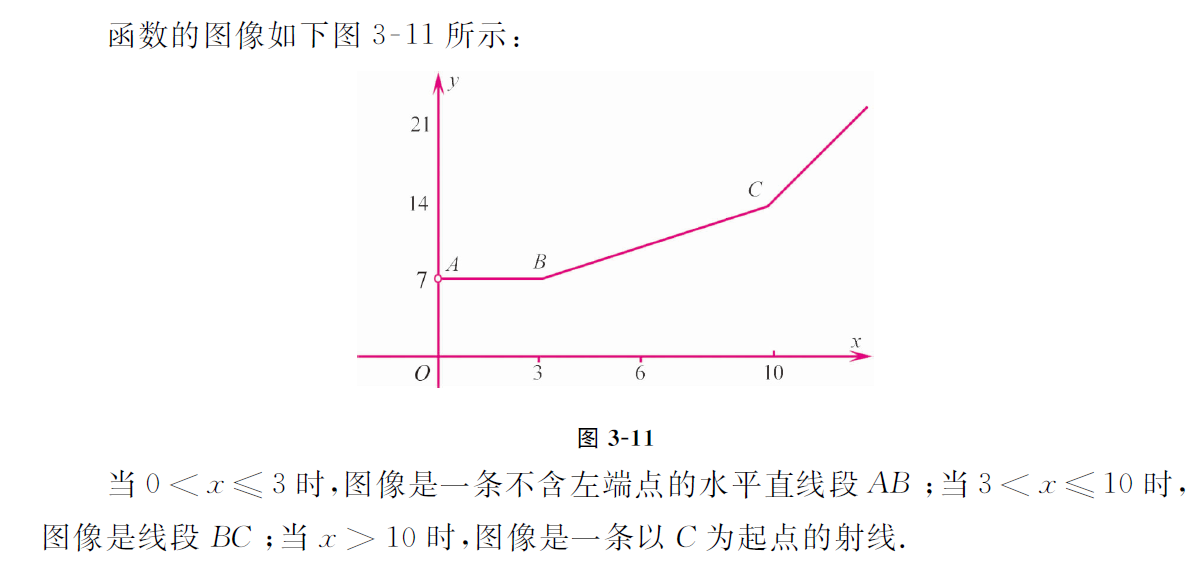 函数的图像如下图 3-11 所示:
y
21
14
C
7
A
B
x
O
3
6
10
图 3-11
当 0 < x ⩽ 3 时,图像是一条不含左端点的水平直线段 AB ;当 3 < x ⩽ 10 时,
图像是线段 BC ;当 x > 10 时,图像是一条以 C 为起点的射线.